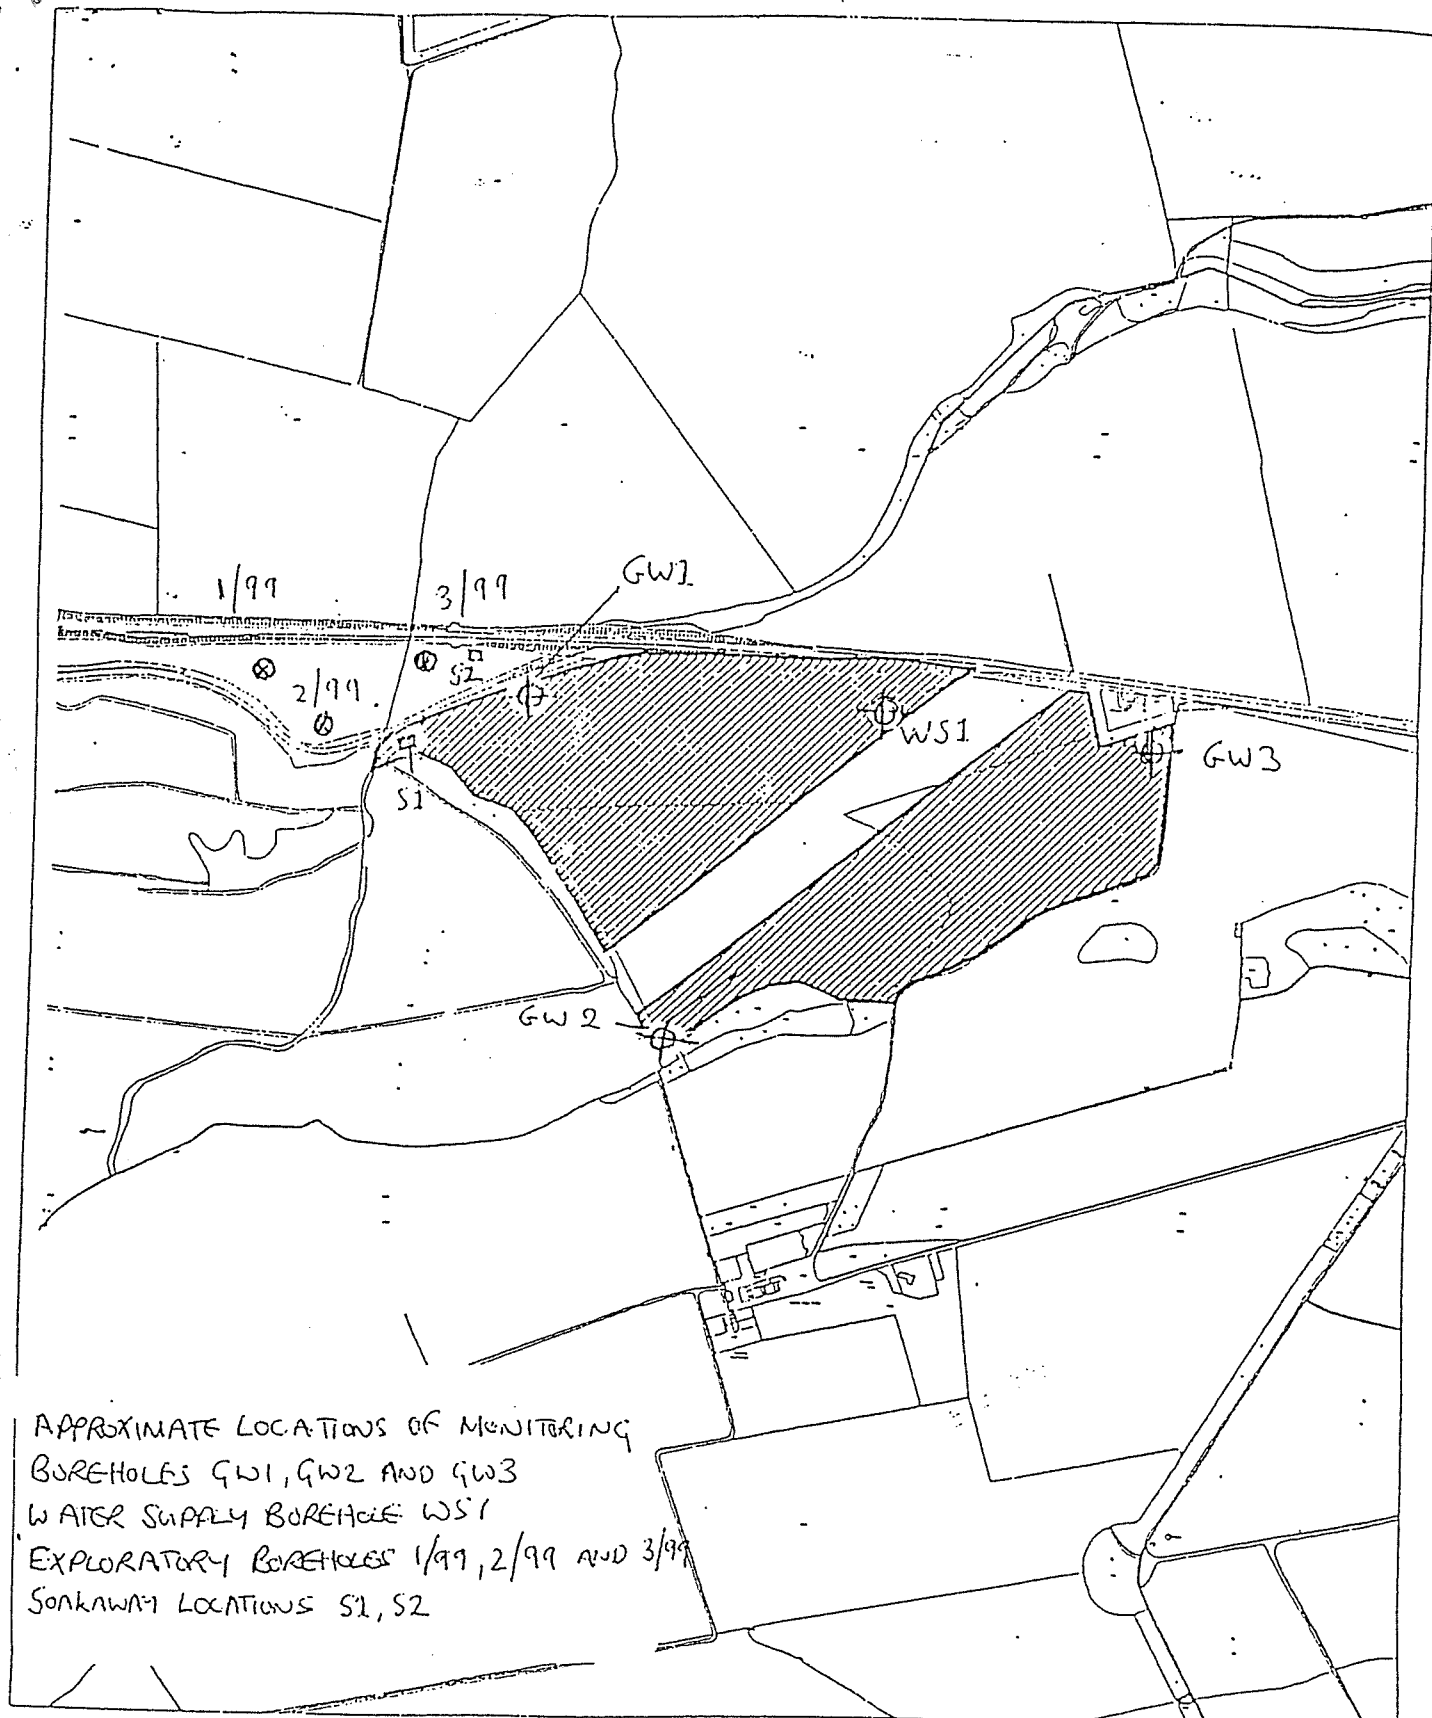 1/99
3/99
GW1
2/99
S2
WS1
GW3
S1
GW2
APPROXIMATE LOCATIONS OF MONITORING
BOREHOLES GW1, GW2 AND GW3
WATER SUPPLY BOREHOLE WS1
EXPLORATORY BOREHOLES 1/99, 2/99 AND 3/99
SOAKAWAY LOCATIONS S1, S2